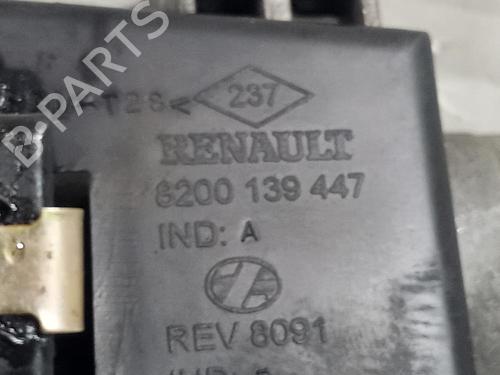 B-PARTS
237
RENAULT
8200 139 447
IND: A
REV 8091